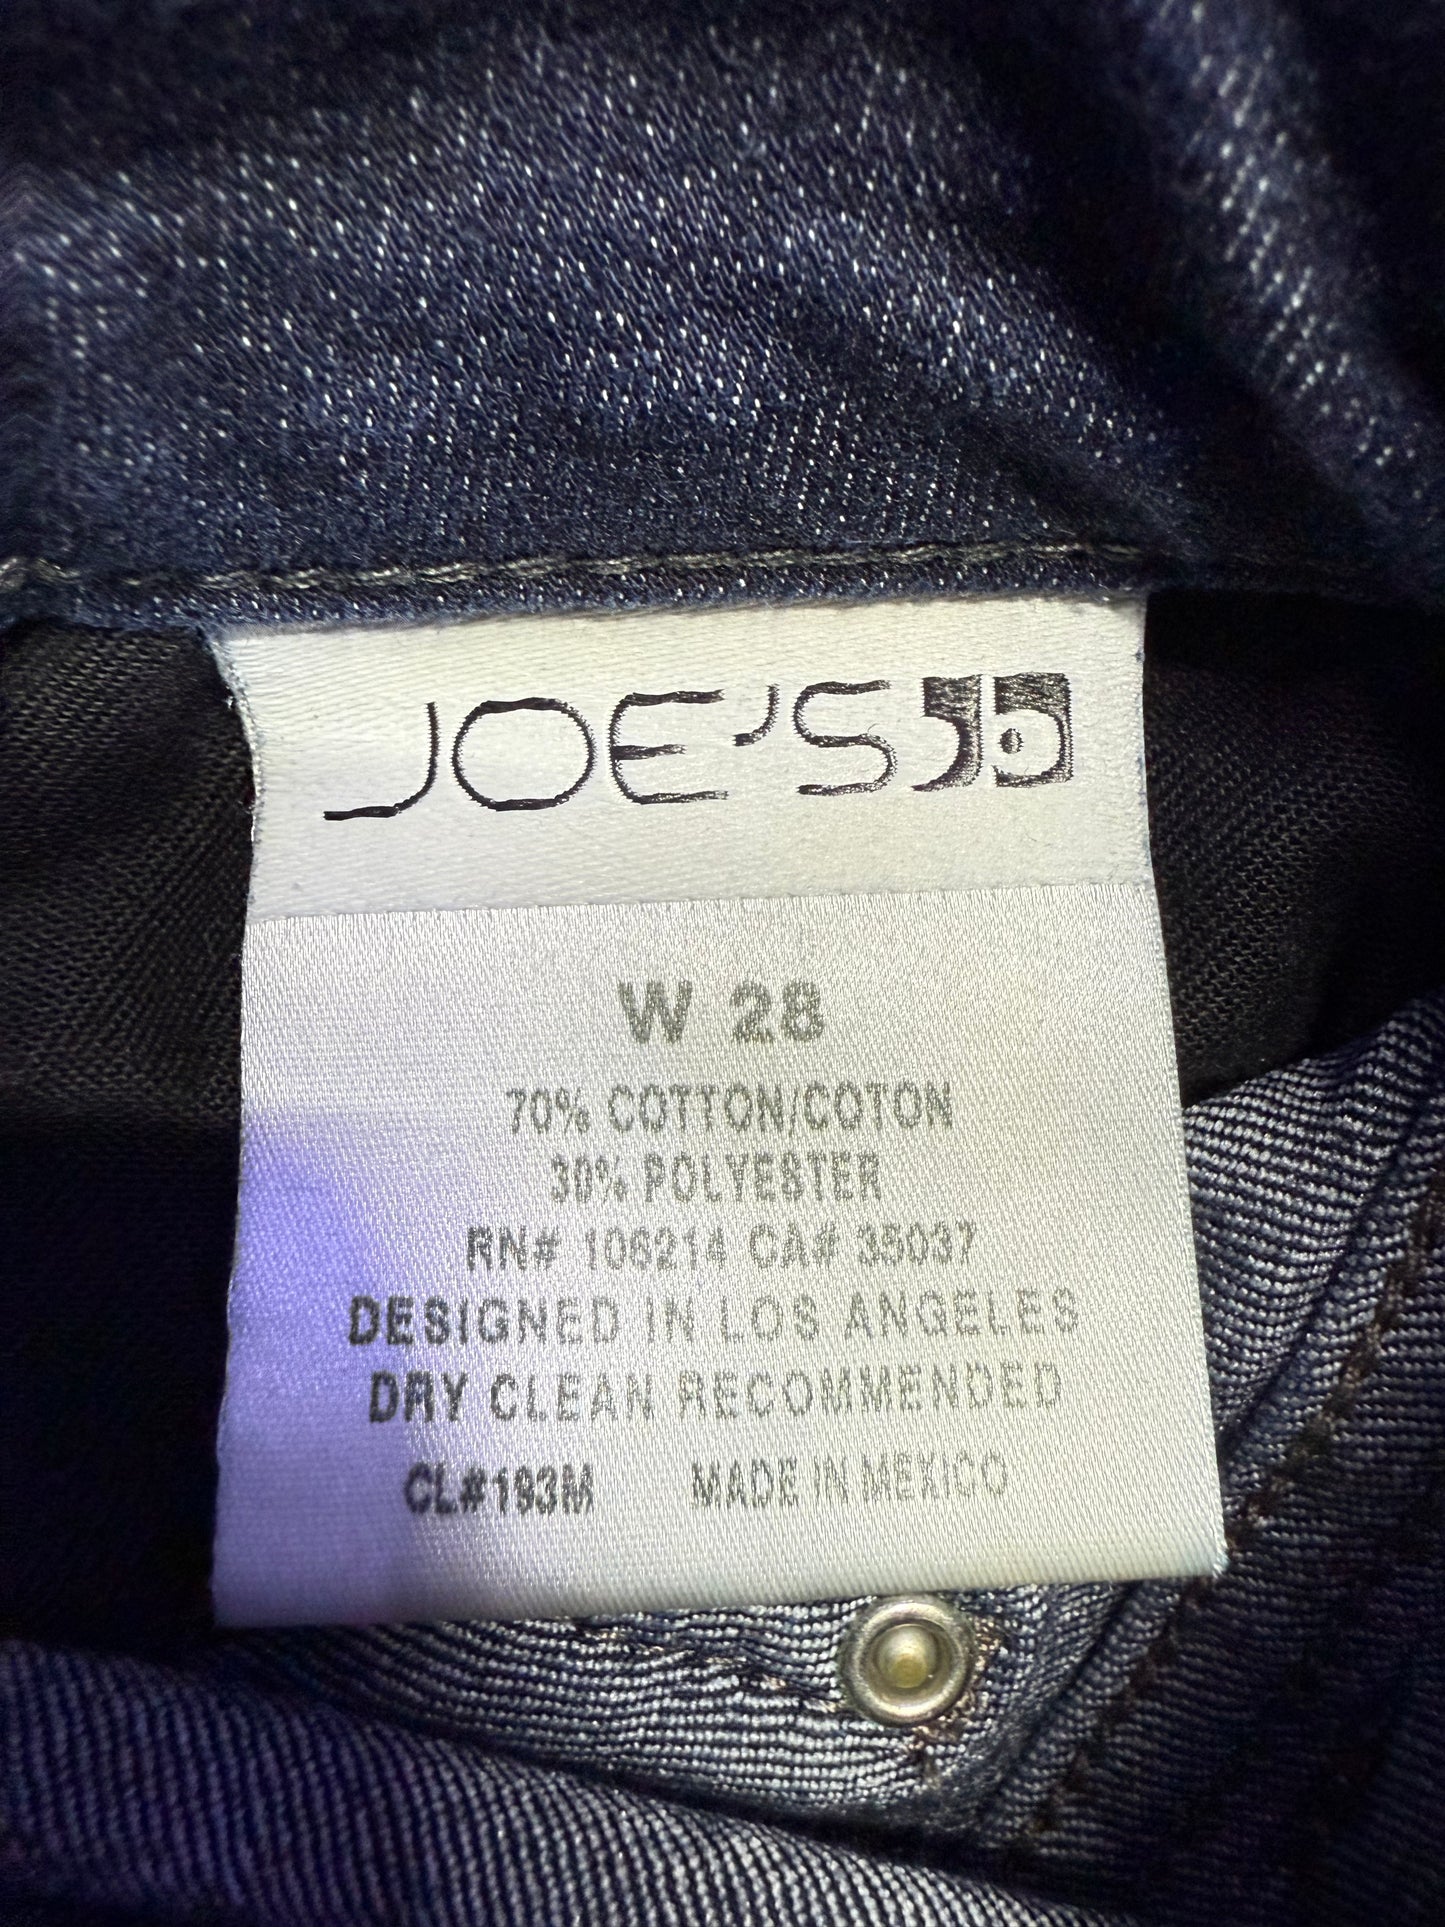 JOE'S
W 28
70% COTTON/COTON
30% POLYESTER
RN# 106214 CA# 35037
DESIGNED IN LOS ANGELES
DRY CLEAN RECOMMENDED
CL#193M MADE IN MEXICO